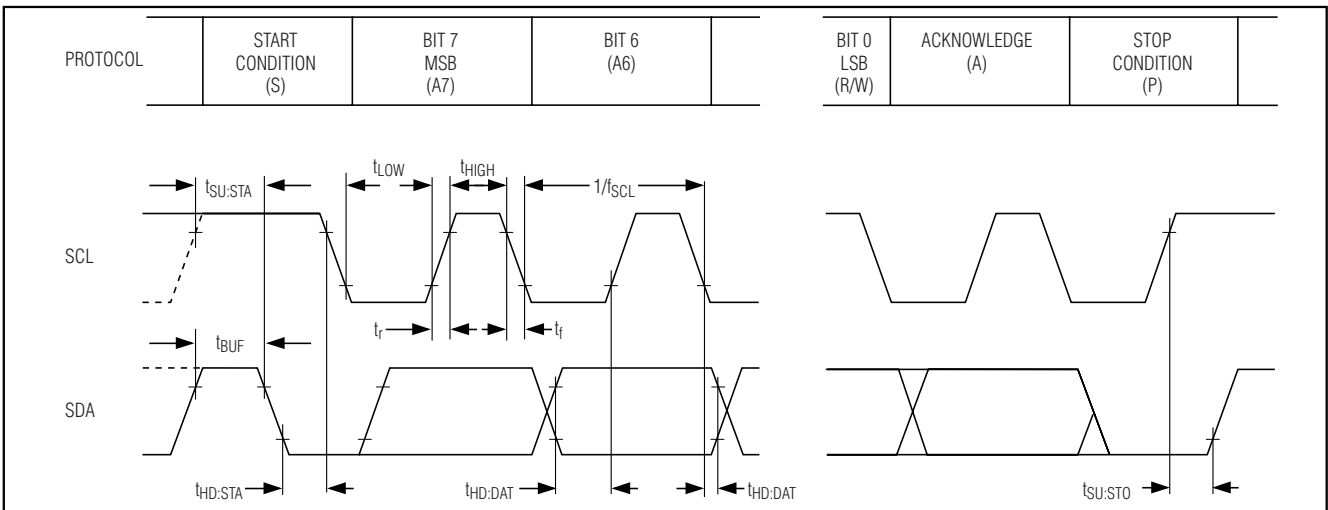 PROTOCOL
START
CONDITION
(S)
BIT 7
MSB
(A7)
BIT 6
(A6)
BIT 0
LSB
(R/W)
ACKNOWLEDGE
(A)
STOP
CONDITION
(P)
tSU:STA
tLOW
tHIGH
1/fSCL
SCL
tr
tf
tBUF
SDA
tHD:STA
tHD:DAT
tHD:DAT
tSU:STO